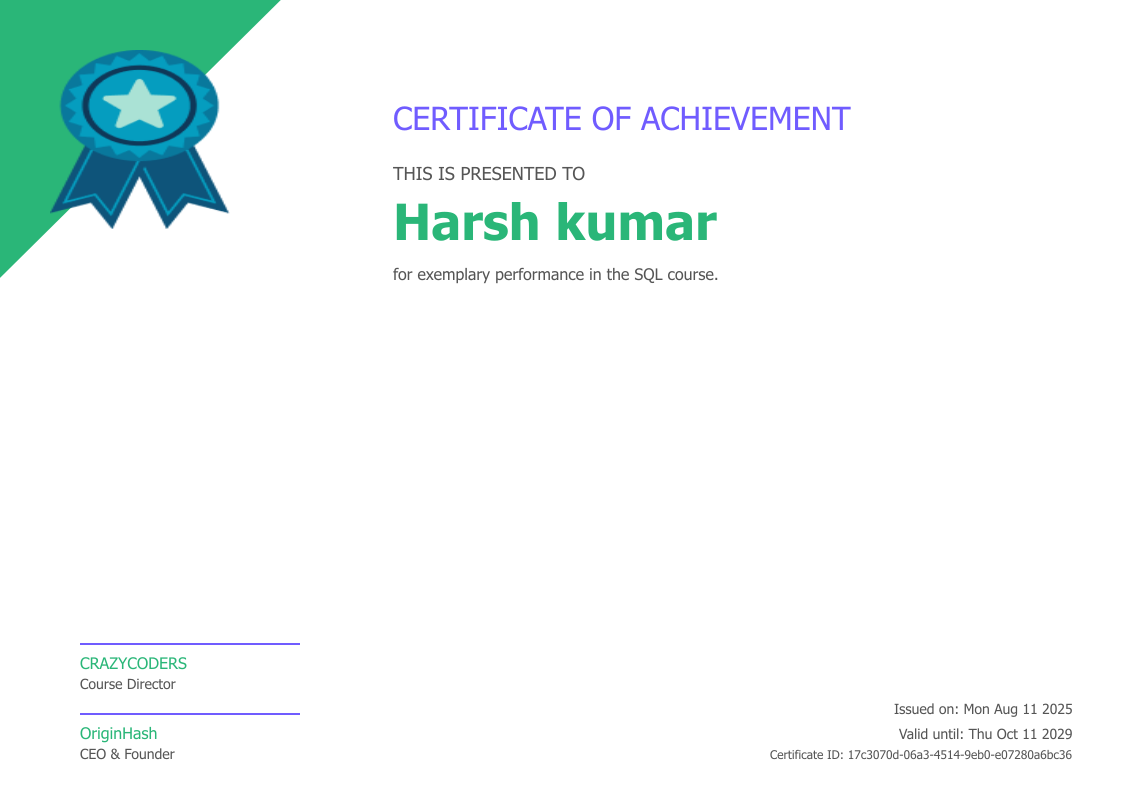 CERTIFICATE OF ACHIEVEMENT
THIS IS PRESENTED TO
Harsh kumar
for exemplary performance in the SQL course.
CRAZYCODERS
Course Director
OriginHash
CEO & Founder
Issued on: Mon Aug 11 2025
Valid until: Thu Oct 11 2029
Certificate ID: 17c3070d-06a3-4514-9eb0-e07280a6bc36